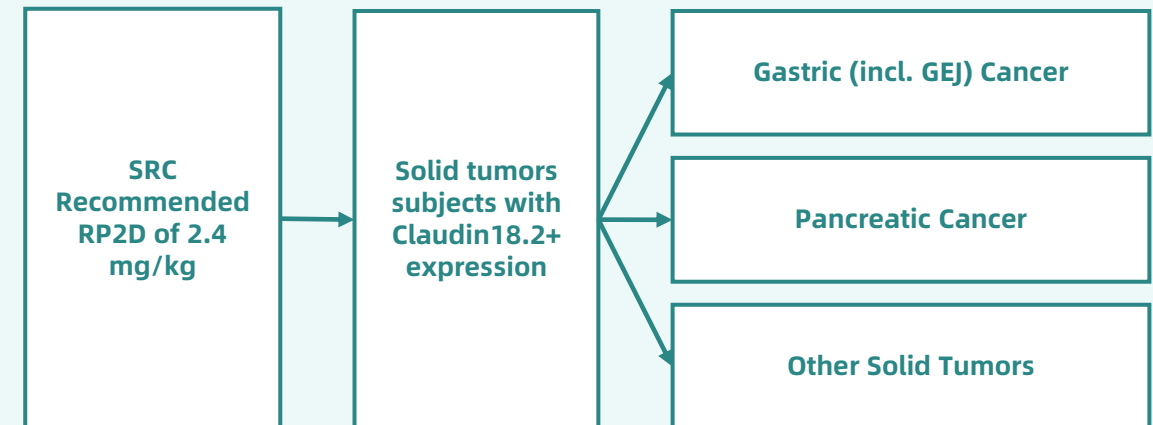 SRC
Recommended
RP2D of 2.4
mg/kg
Solid tumors
subjects with
Claudin18.2+
expression
Gastric (incl. GEJ) Cancer
Pancreatic Cancer
Other Solid Tumors